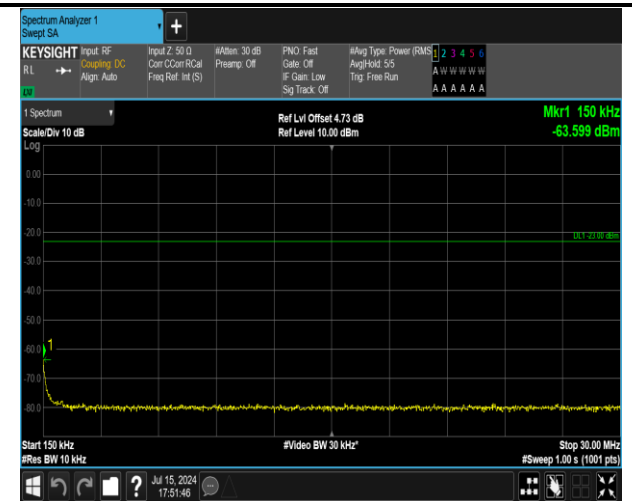 Spectrum Analyzer 1
Swept SA
+
KEYSIGHT Input: RF Input Z: 50 Ω #Atten: 30 dB PNO: Fast #Avg Type: Power (RMS 1 2 3 4 5 6
RL Coupling: DC Corr CCorr RCal Preamp: Off Gate: Off Avg|Hold: 5/5 A W W W W W
Align: Auto Freq Ref: Int (S) IF Gain: Low Trig: Free Run
LV Sig Track: Off A A A A A A
1 Spectrum Ref Lvl Offset 4.73 dB Mkr1 150 kHz
Scale/Div 10 dB Ref Level 10.00 dBm -63.599 dBm
Log
0.00
-10.0
-20.0
DL1 -23.00 dBm
-30.0
-40.0
-50.0
-60.0
1
-70.0
-80.0
Start 150 kHz #Video BW 30 kHz* Stop 30.00 MHz
#Res BW 10 kHz #Sweep 1.00 s (1001 pts)
? Jul 15, 2024
17:51:46